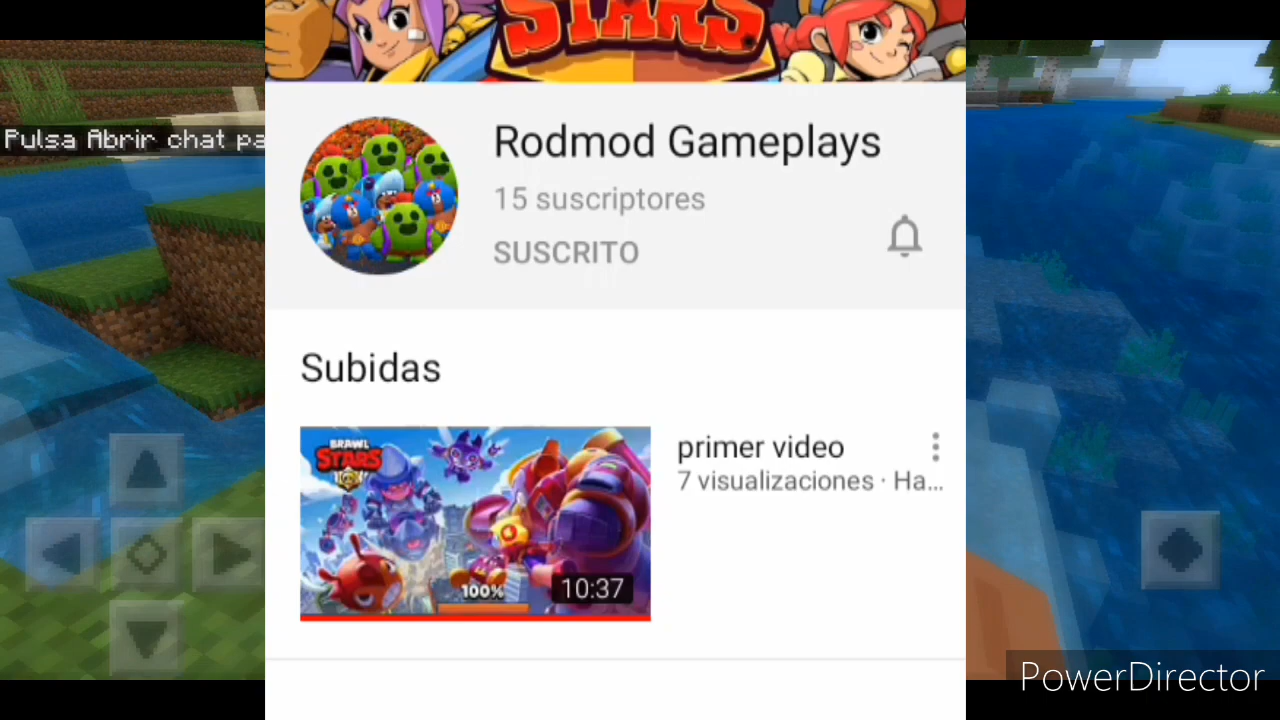 STARS
Pulsa Abrir chat pa
Rodmod Gameplays
15 suscriptores
SUSCRITO
Subidas
BRAWL
STARS
primer video
7 visualizaciones · Ha...
100%
10:37
PowerDirector